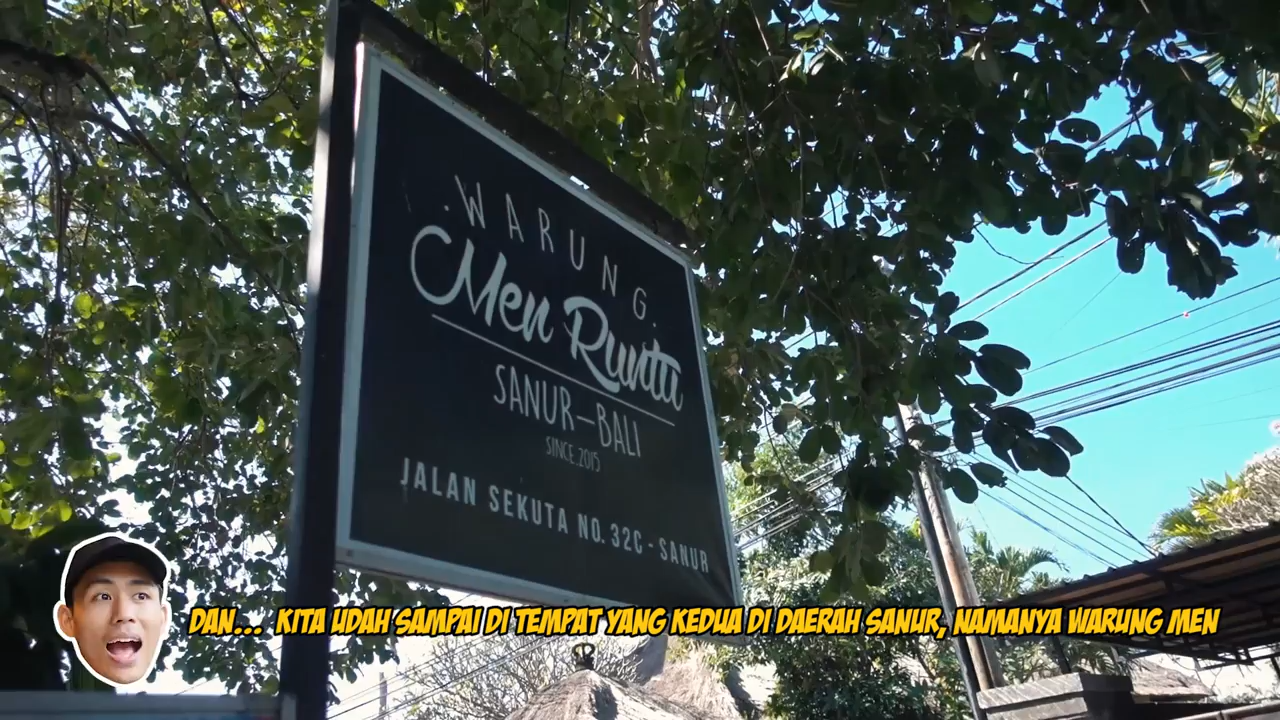 . WARUNG .
Men Runtu
SANUR-BALI
SINCE.2015
JALAN SEKUTA NO. 32C - SANUR
DAN... KITA UDAH SAMPAI DI TEMPAT YANG KEDUA DI DAERAH SANUR, NAMANYA WARUNG MEN